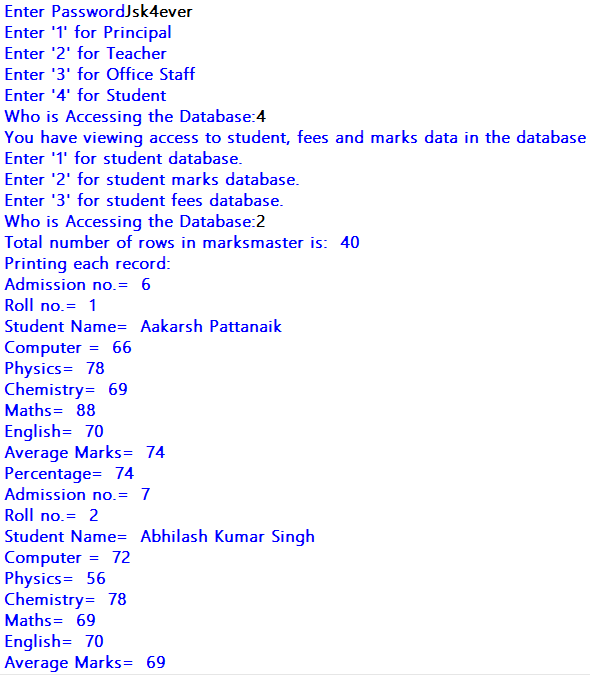 Enter PasswordJsk4ever
Enter '1' for Principal
Enter '2' for Teacher
Enter '3' for Office Staff
Enter '4' for Student
Who is Accessing the Database:4
You have viewing access to student, fees and marks data in the database
Enter '1' for student database.
Enter '2' for student marks database.
Enter '3' for student fees database.
Who is Accessing the Database:2
Total number of rows in marksmaster is:  40
Printing each record:
Admission no.=  6
Roll no.=  1
Student Name=  Aakarsh Pattanaik
Computer =  66
Physics=  78
Chemistry=  69
Maths=  88
English=  70
Average Marks=  74
Percentage=  74
Admission no.=  7
Roll no.=  2
Student Name=  Abhilash Kumar Singh
Computer =  72
Physics=  56
Chemistry=  78
Maths=  69
English=  70
Average Marks=  69